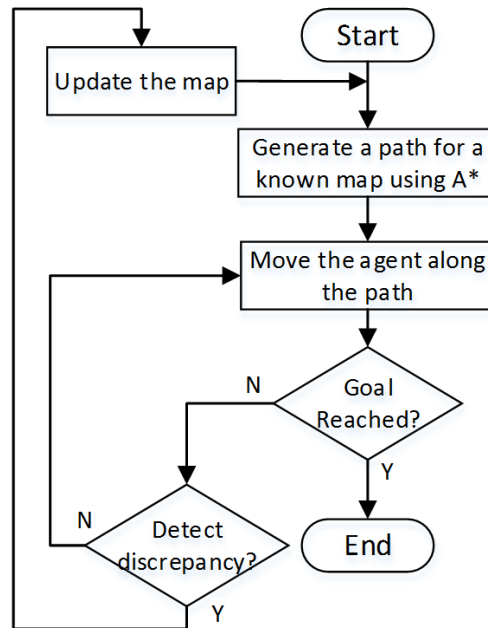 Start
Update the map
Generate a path for a
known map using A*
Move the agent along
the path
N
Goal
Reached?
Y
N
Detect
discrepancy?
End
Y